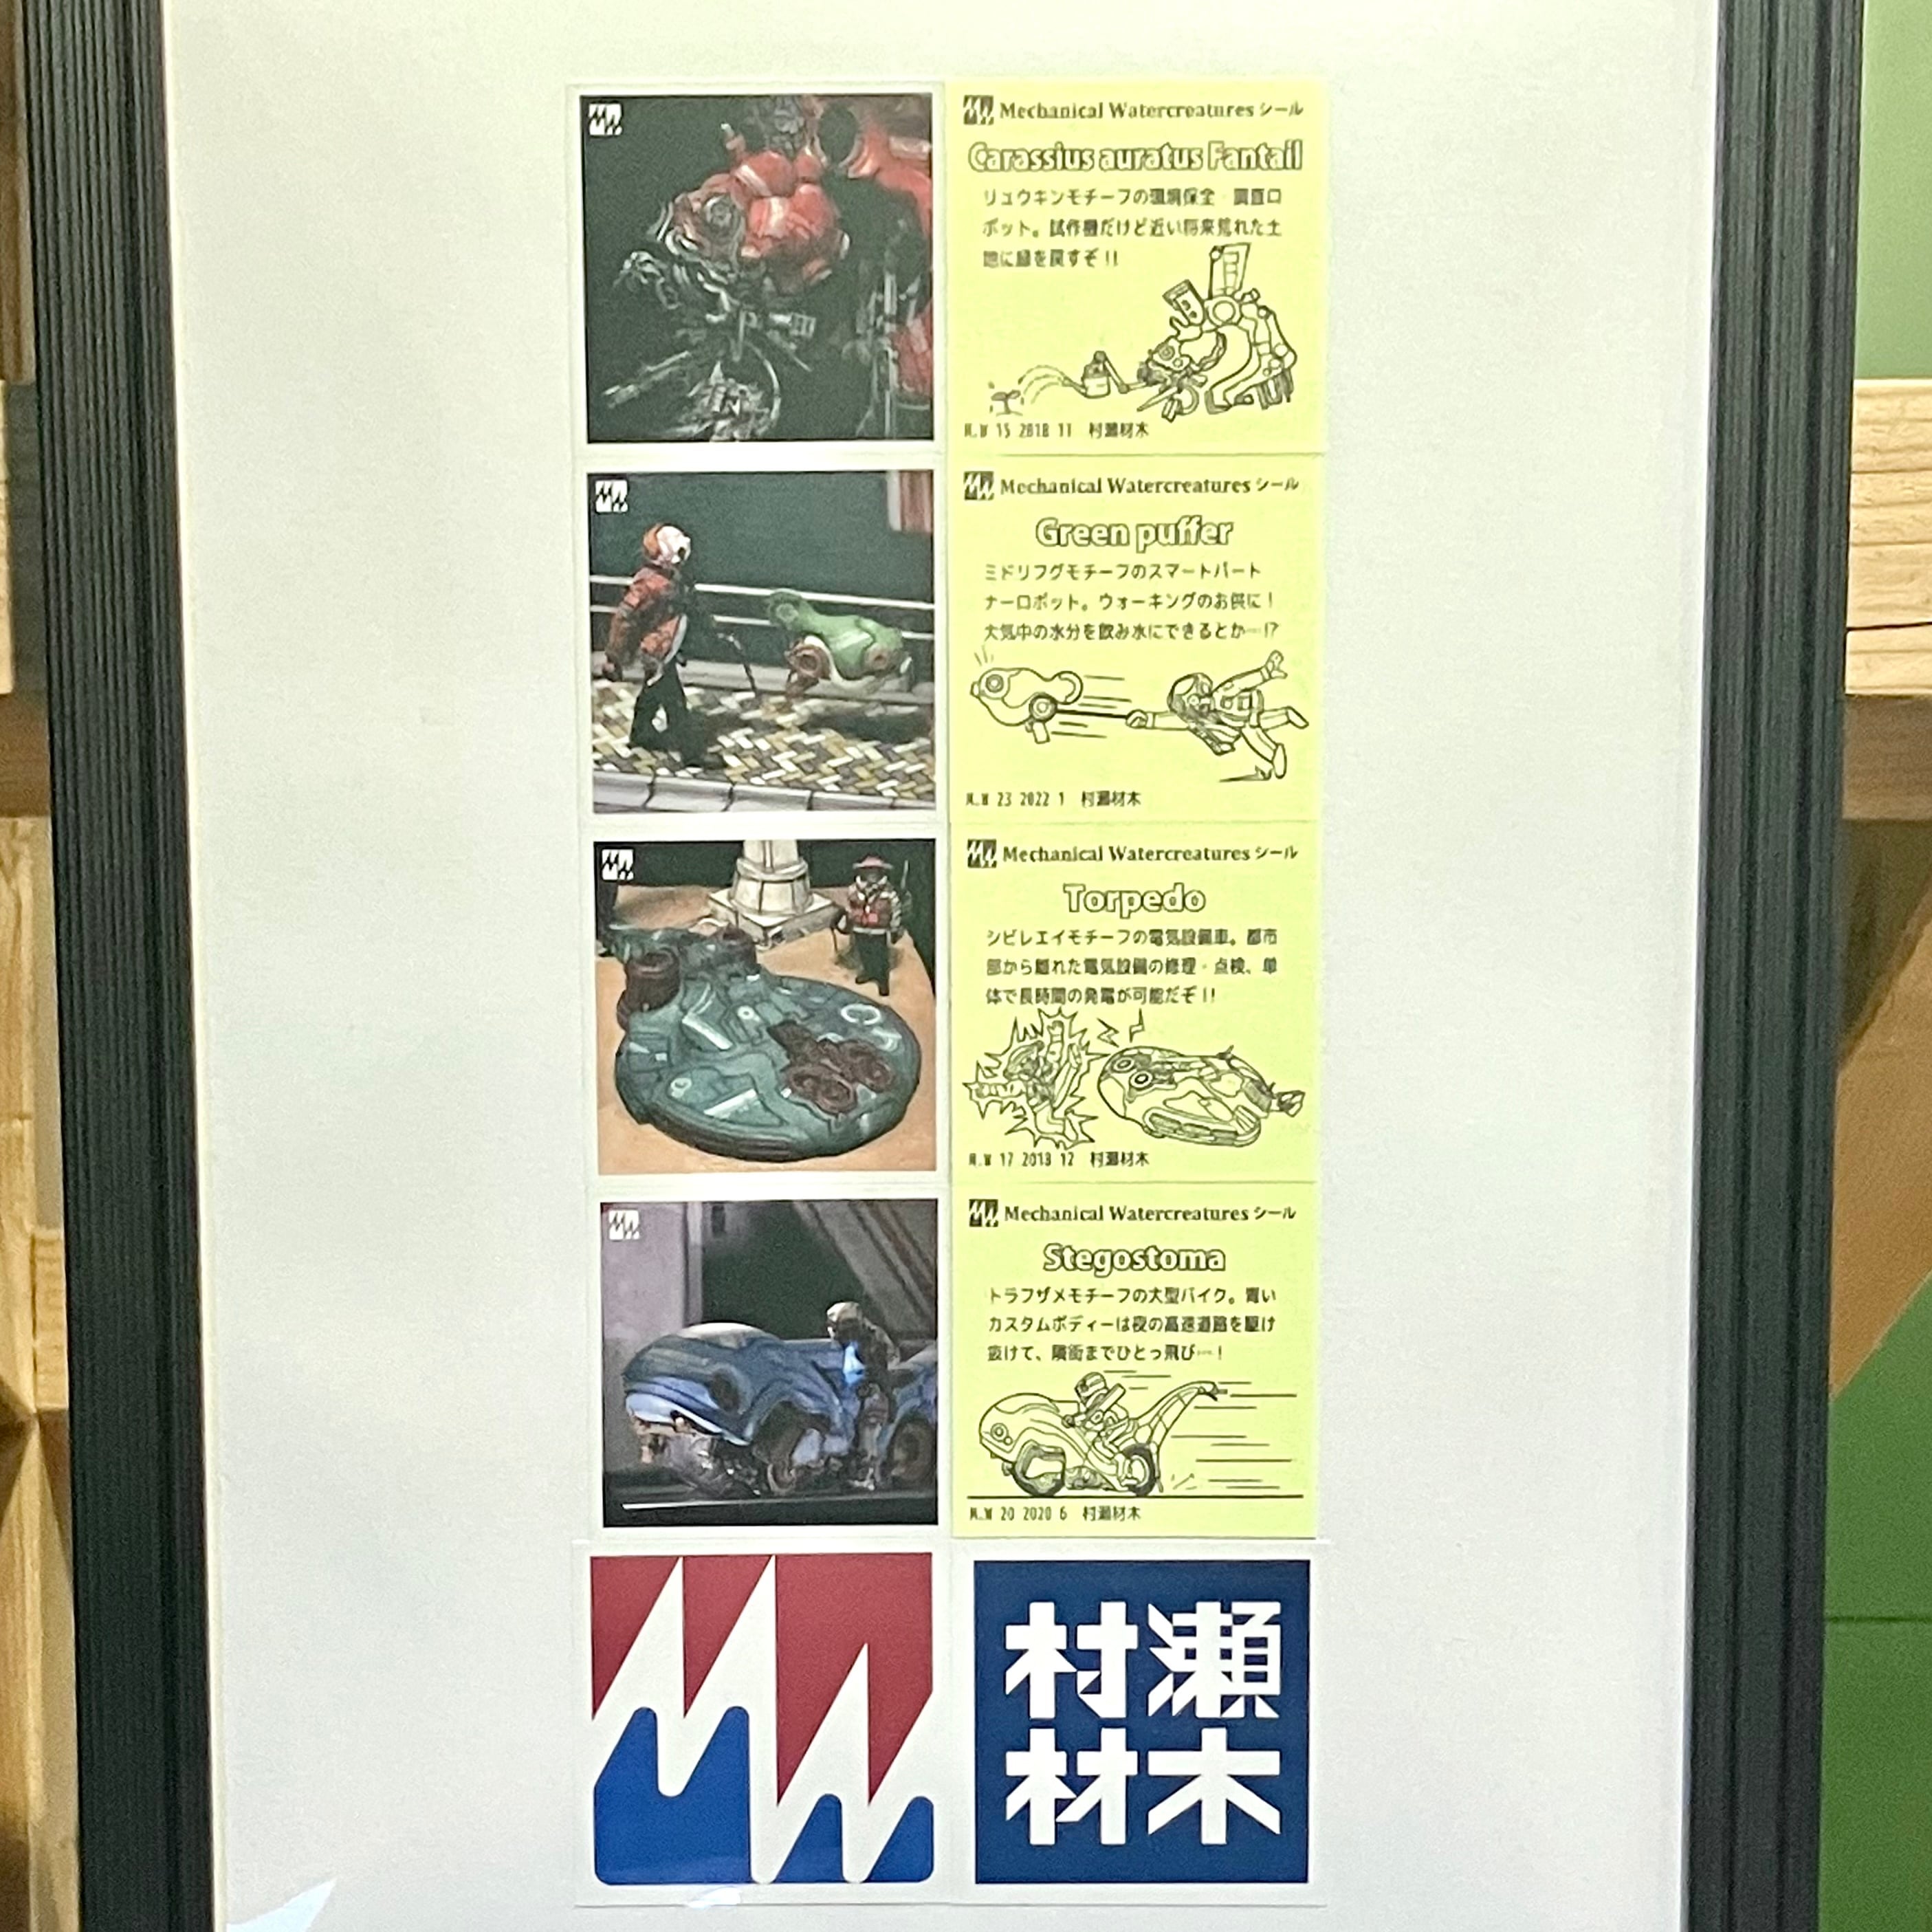 Mechanical Watercreatures シール
Carassius auratus Fantail
リュウキンモチーフの環境保全・調査ロ
ボット。試作機だけど近い将来荒れた土
地に緑を戻すぞ!!
M.W 15 2018 11 村瀬材木
Mechanical Watercreatures シール
Green puffer
ミドリフグモチーフのスマートパート
ナーロボット。ウォーキングのお供に!
大気中の水分を飲み水にできるとか…!?
M.W 23 2022 1 村瀬材木
Mechanical Watercreatures シール
Torpedo
シビレエイモチーフの電気設備車。都市
部から離れた電気設備の修理・点検、単
体で長時間の発電が可能だぞ!!
M.W 17 2018 12 村瀬材木
Mechanical Watercreatures シール
Stegostoma
トラフザメモチーフの大型バイク。青い
カスタムボディーは夜の高速道路を駆け
抜けて、隣街までひとっ飛び…!
M.W 20 2020 6 村瀬材木
村瀬
材木